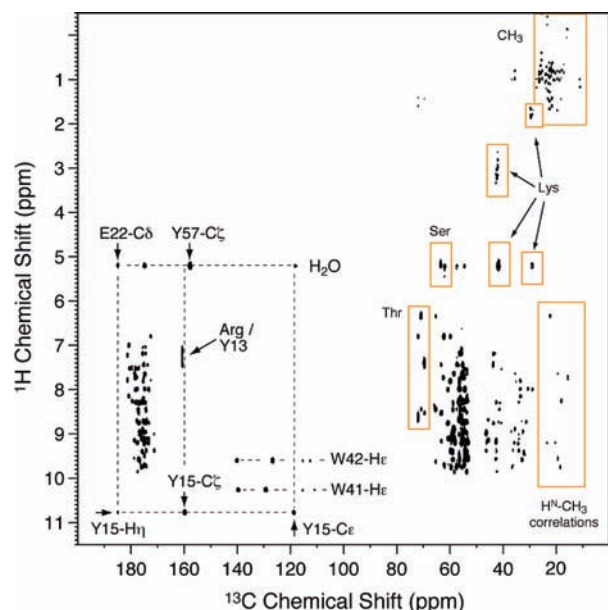 CH3
1
2
3
4
5
6
7
8
9
10
11
1H Chemical Shift (ppm)
Lys
E22-Cδ
Y57-Cζ
Ser
H2O
Thr
Arg /
Y13
W42-Hε
Y15-Cζ
W41-Hε
Y15-Hη
Y15-Cε
HN-CH3
correlations
180 160 140 120 100 80 60 40 20
13C Chemical Shift (ppm)